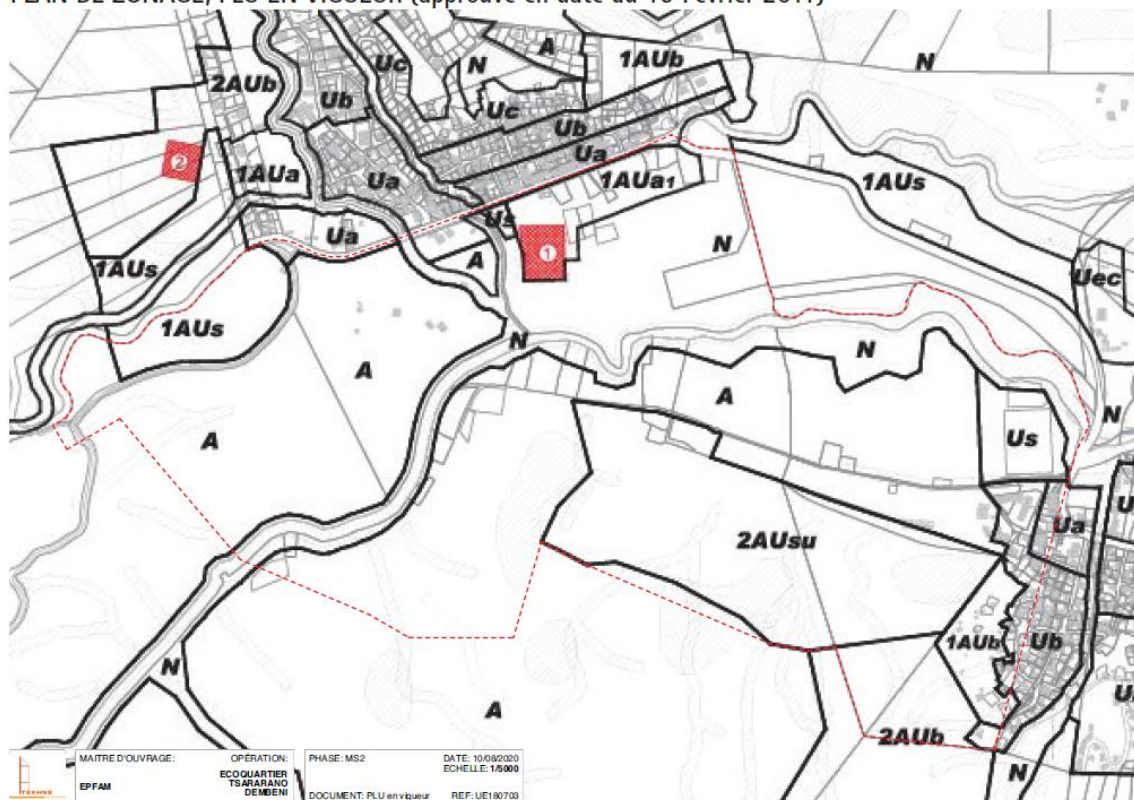 PLAN DE ZONAGE, PLU EN VIGUEUR (approuvé en date du 16 Février 2011)
A
Uc
N
1AUb
N
2AUb
Ub
Uc
Ub
2
1AUa
Ua
Ua
1AUa1
1AUs
Us
Ua
1
N
A
1AUs
Uec
1AUs
N
N
A
A
N
A
Us
Ua
2AUsu
1AUb
Ub
N
A
2AUb
N
MAITRE D'OUVRAGE:
EPFAM
OPÉRATION:
ECOQUARTIER
TSARARANO
DEMBENI
PHASE: MS2
DOCUMENT: PLU en vigueur
DATE: 10/08/2020
ECHELLE: 1/5000
REF: UE180703